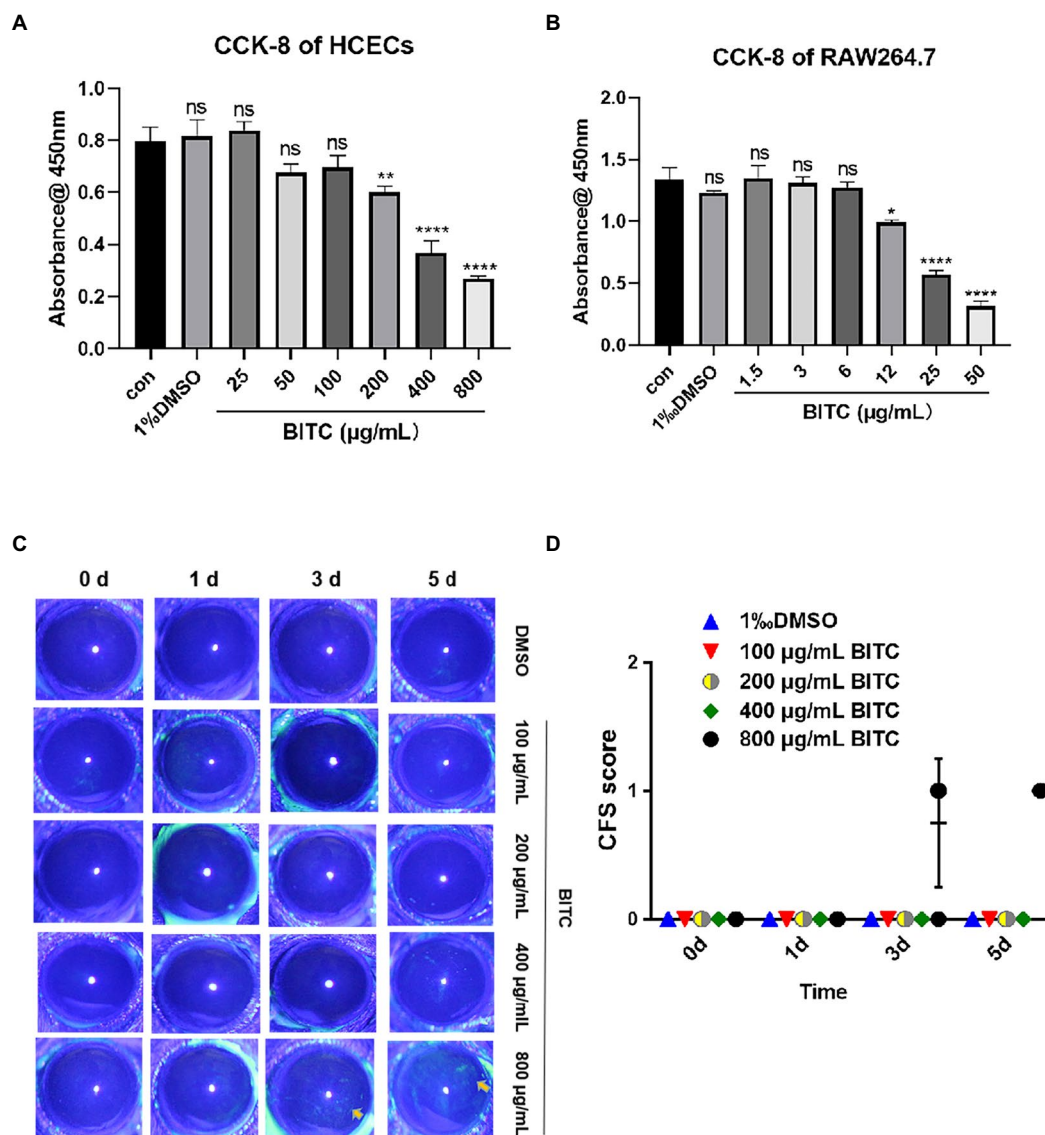 A
CCK-8 of HCECs
Absorbance@ 450nm
1.0
0.8
0.6
0.4
0.2
0.0
ns
ns
ns
ns
**
****
****
con
1‰DMSO
25
50
100
200
400
800
BITC (μg/mL)
B
CCK-8 of RAW264.7
Absorbance@ 450nm
2.0
1.5
1.0
0.5
0.0
ns
ns
ns
ns
*
****
****
con
1‰DMSO
1.5
3
6
12
25
50
BITC (μg/mL)
C
0 d 1 d 3 d 5 d
DMSO
100 μg/mL
200 μg/mL
400 μg/mlL
800 μg/mL
BITC
D
1‰DMSO
100 μg/mL BITC
200 μg/mL BITC
400 μg/mL BITC
800 μg/mL BITC
CFS score
2
1
0
0d 1d 3d 5d
Time